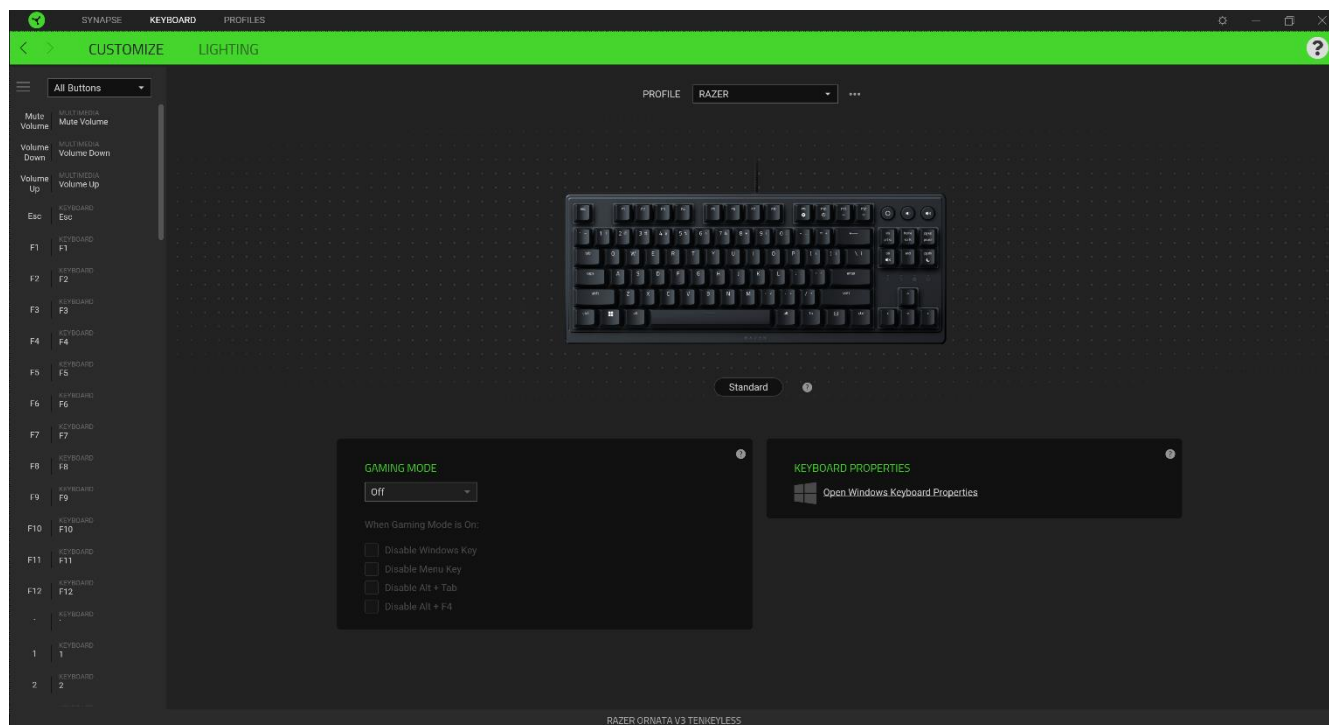 SYNAPSE KEYBOARD PROFILES
CUSTOMIZE LIGHTING
?
All Buttons
PROFILE RAZER
Mute Volume MULTIMEDIA Mute Volume
Volume Down MULTIMEDIA Volume Down
Volume Up MULTIMEDIA Volume Up
Esc KEYBOARD Esc
F1 KEYBOARD F1
F2 KEYBOARD F2
F3 KEYBOARD F3
F4 KEYBOARD F4
F5 KEYBOARD F5
F6 KEYBOARD F6
F7 KEYBOARD F7
F8 KEYBOARD F8
F9 KEYBOARD F9
F10 KEYBOARD F10
F11 KEYBOARD F11
F12 KEYBOARD F12
KEYBOARD
1 KEYBOARD 1
2 KEYBOARD 2
Standard ?
GAMING MODE ?
Off
When Gaming Mode is On:
Disable Windows Key
Disable Menu Key
Disable Alt + Tab
Disable Alt + F4
KEYBOARD PROPERTIES ?
Open Windows Keyboard Properties
RAZER ORNATA V3 TENKEYLESS